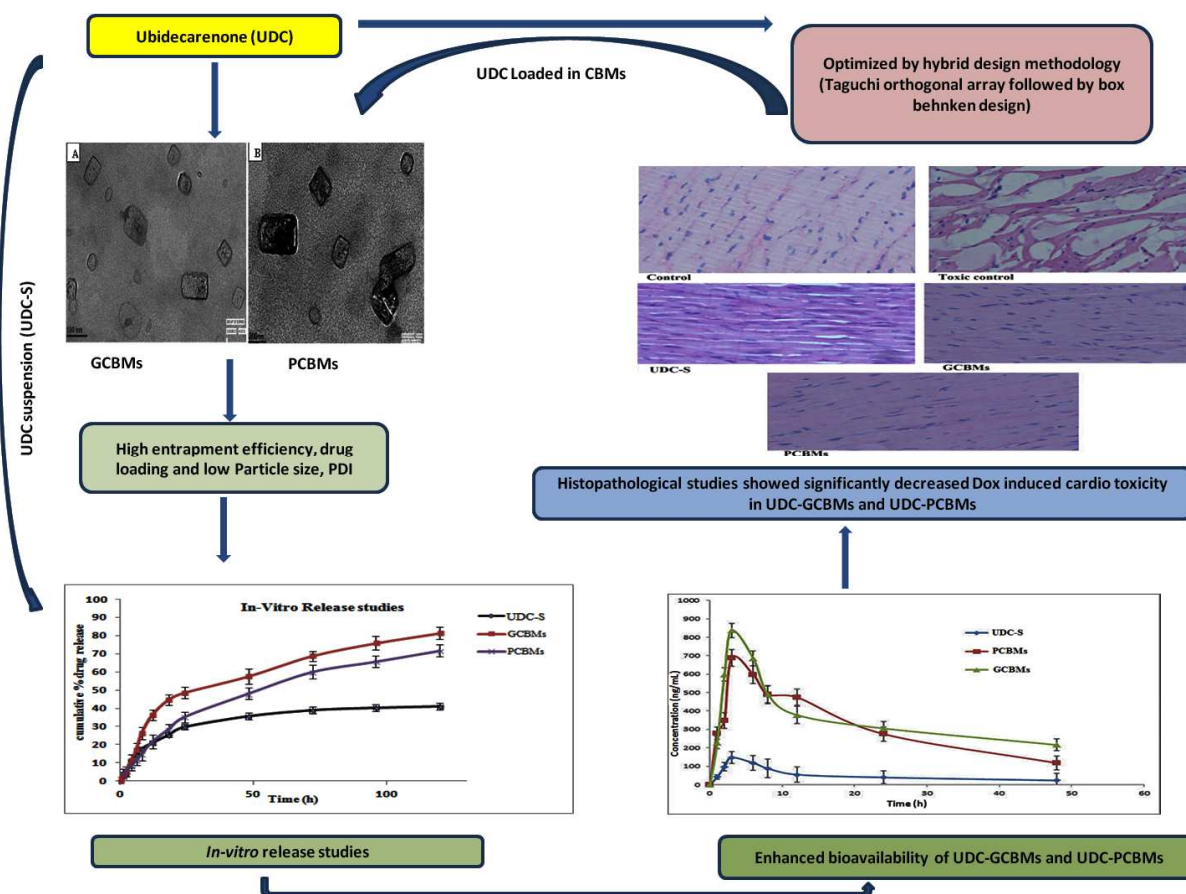 Ubidecarenone (UDC)
UDC Loaded in CBMs
Optimized by hybrid design methodology
(Taguchi orthogonal array followed by box
behnken design)
UDC suspension (UDC-S)
A
B
GCBMs
PCBMs
High entrapment efficiency, drug
loading and low Particle size, PDI
Control
Toxic control
UDC-S
GCBMs
PCBMs
Histopathological studies showed significantly decreased Dox induced cardio toxicity
in UDC-GCBMs and UDC-PCBMs
In-Vitro Release studies
cumulative % drug release
100
90
80
70
60
50
40
30
20
10
0
0
50
100
Time (h)
UDC-S
GCBMs
PCBMs
In-vitro release studies
Concentration (ng/mL)
1000
900
800
700
600
500
400
300
200
100
0
0
10
20
30
40
50
60
Time (h)
UDC-S
PCBMs
GCBMs
Enhanced bioavailability of UDC-GCBMs and UDC-PCBMs